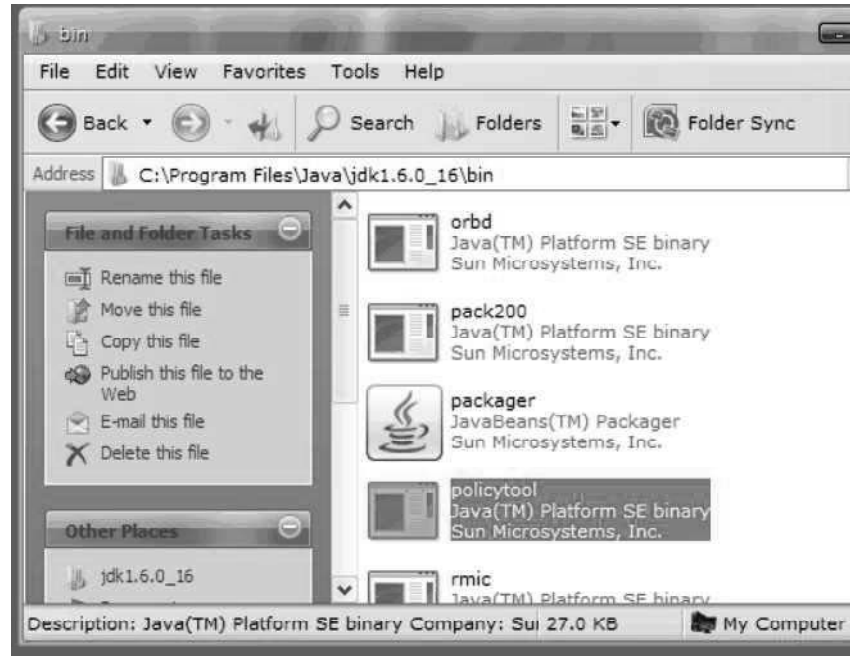 bin
File Edit View Favorites Tools Help
Back Search Folders Folder Sync
Address C:\Program Files\Java\jdk1.6.0_16\bin
File and Folder Tasks
Rename this file
Move this file
Copy this file
Publish this file to the
Web
E-mail this file
Delete this file
Other Places
jdk1.6.0_16
orbd
Java(TM) Platform SE binary
Sun Microsystems, Inc.
pack200
Java(TM) Platform SE binary
Sun Microsystems, Inc.
packager
JavaBeans(TM) Packager
Sun Microsystems, Inc.
policytool
Java(TM) Platform SE binary
Sun Microsystems, Inc.
rmic
Java(TM) Platform SE binary
Description: Java(TM) Platform SE binary Company: Su 27.0 KB My Computer